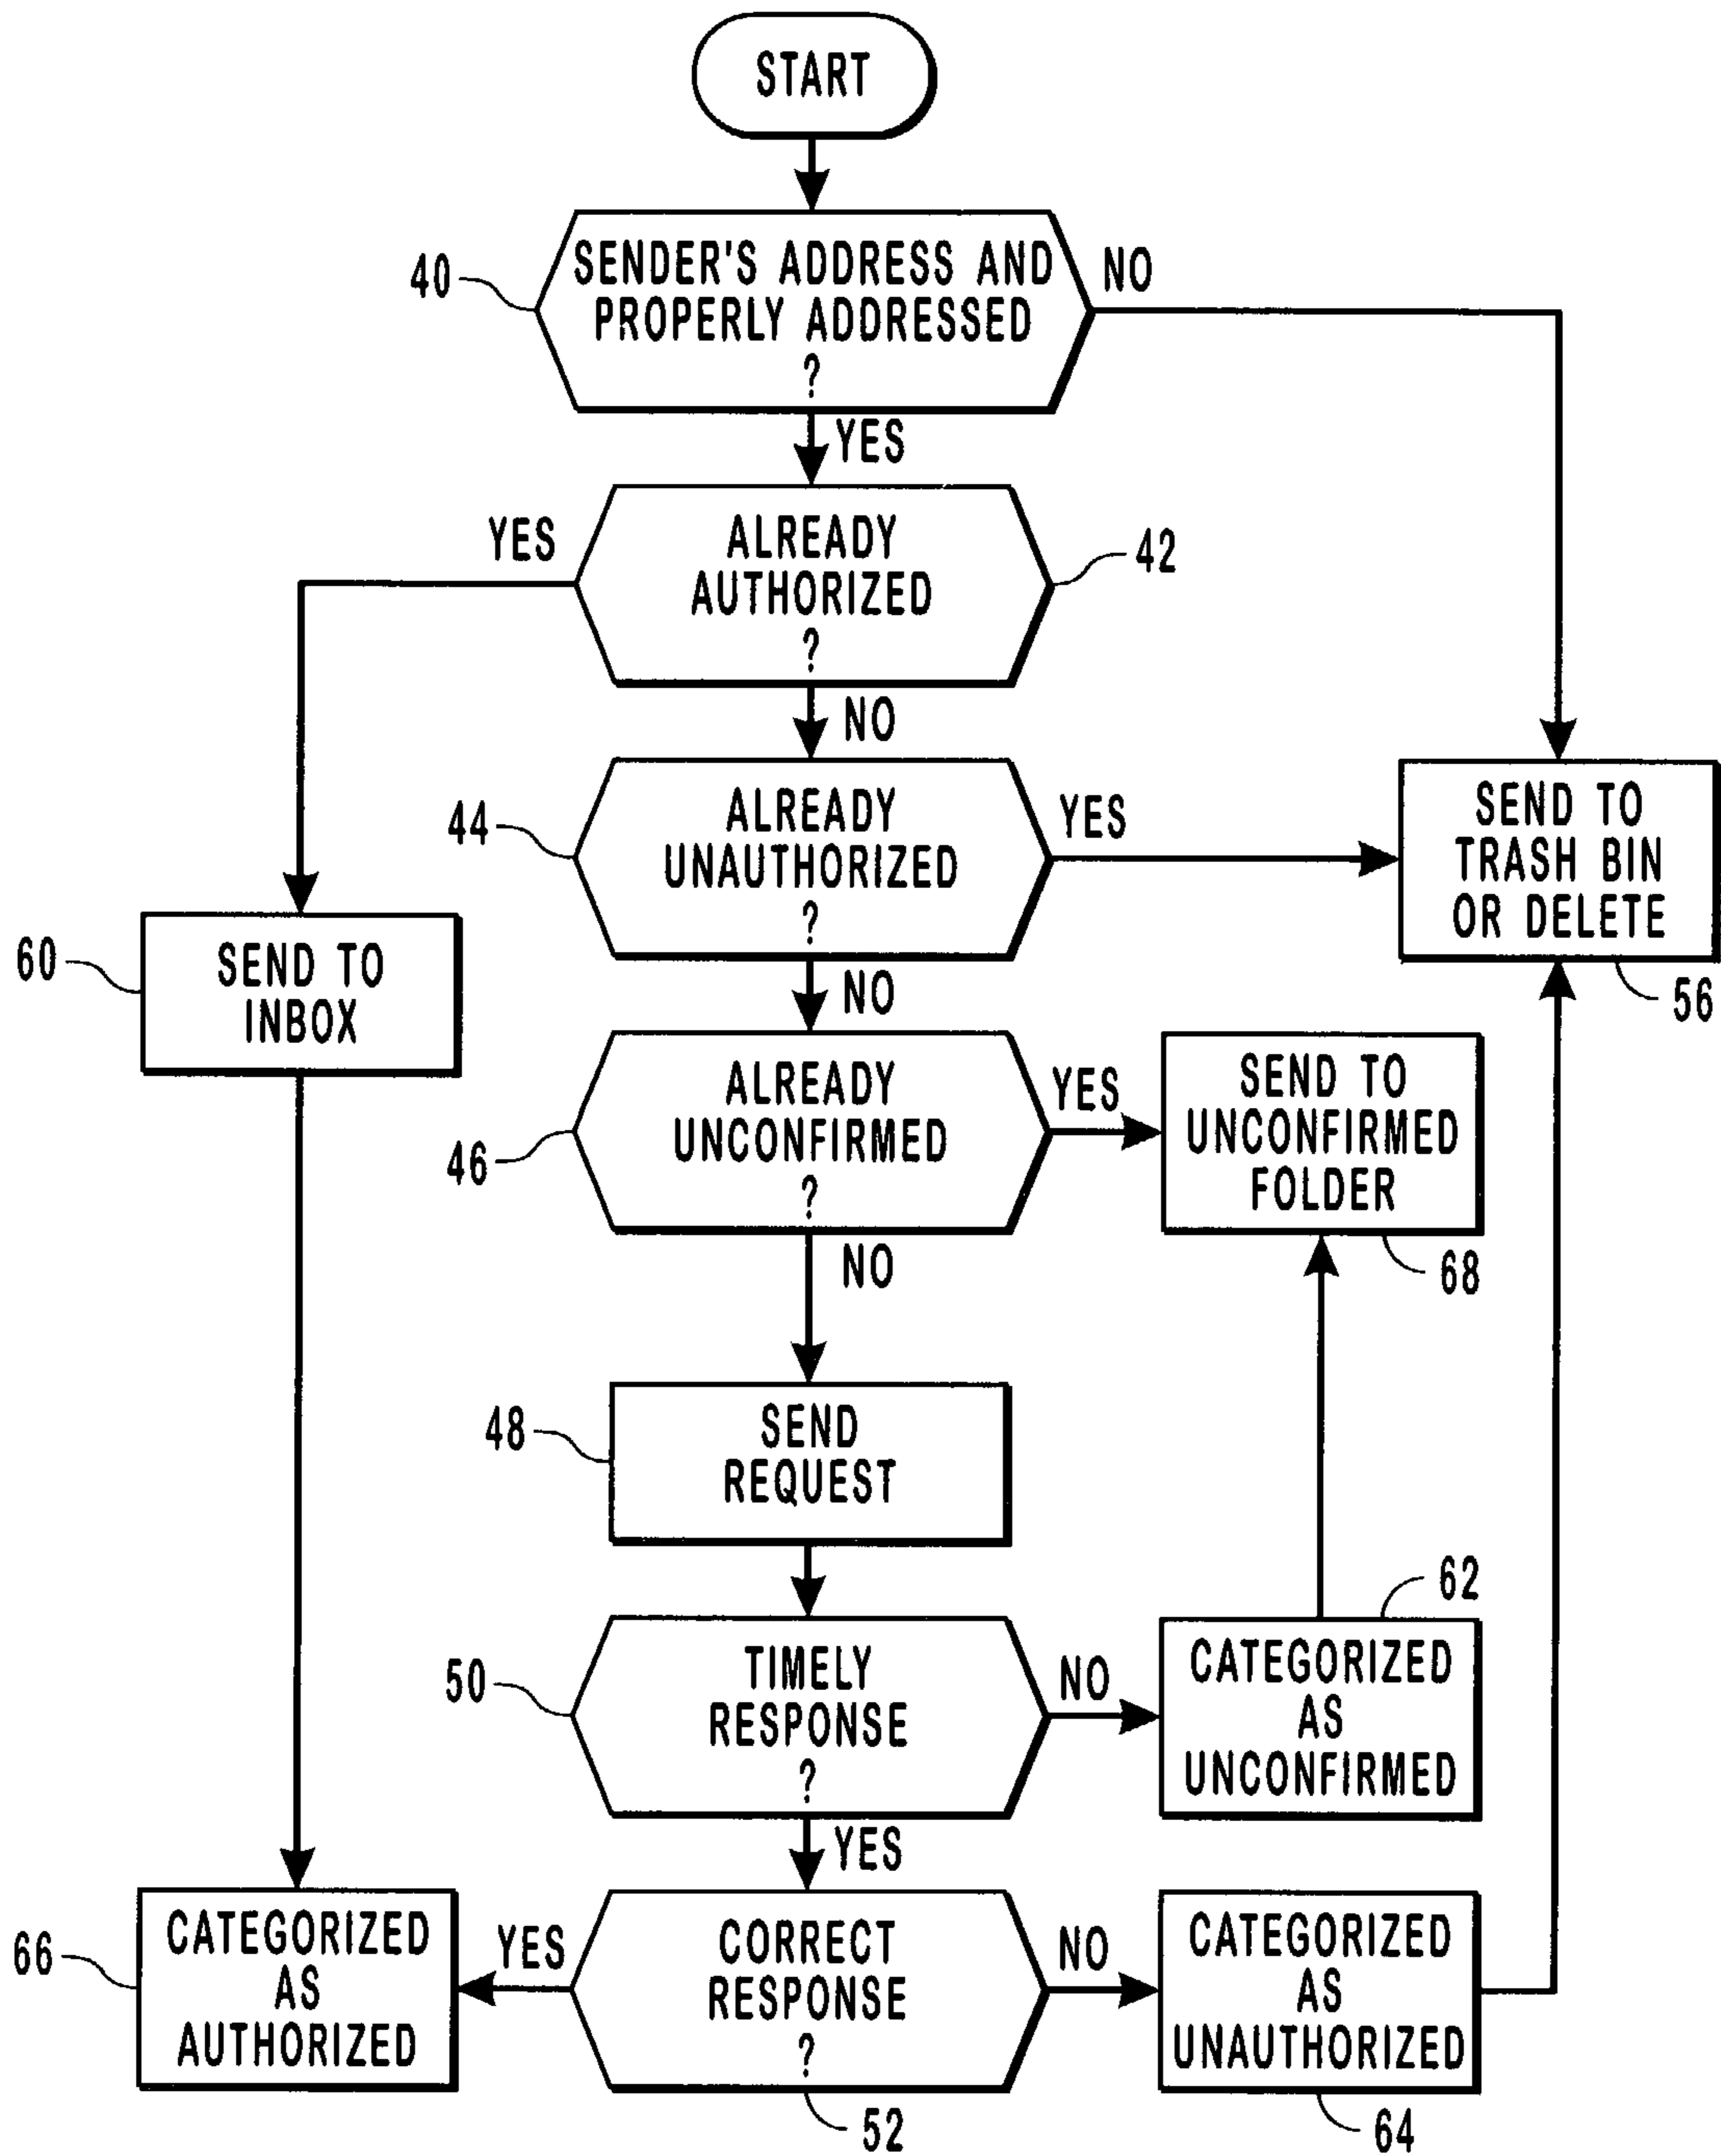 START
SENDER'S ADDRESS AND
PROPERLY ADDRESSED
?
40
NO
YES
ALREADY
AUTHORIZED
?
YES
42
NO
ALREADY
UNAUTHORIZED
?
44
YES
SEND TO
TRASH BIN
OR DELETE
56
SEND TO
INBOX
60
NO
ALREADY
UNCONFIRMED
?
46
YES
SEND TO
UNCONFIRMED
FOLDER
68
NO
SEND
REQUEST
48
TIMELY
RESPONSE
?
50
NO
CATEGORIZED
AS
UNCONFIRMED
62
YES
CATEGORIZED
AS
AUTHORIZED
66
YES
CORRECT
RESPONSE
?
52
NO
CATEGORIZED
AS
UNAUTHORIZED
64